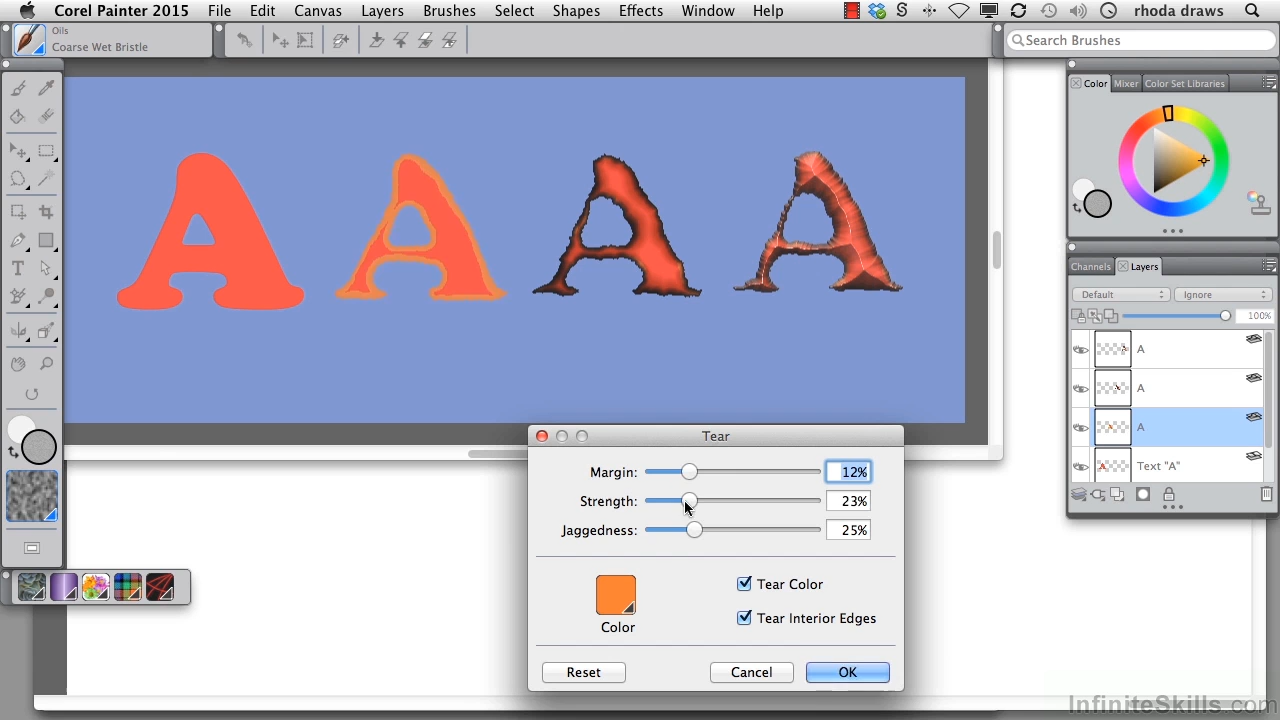 Corel Painter 2015 File Edit Canvas Layers Brushes Select Shapes Effects Window Help rhoda draws
Oils
Coarse Wet Bristle
Search Brushes
Color Mixer Color Set Libraries
A A A A
Channels Layers
Default Ignore
100%
A
A
A
Text "A"
Tear
Margin: 12%
Strength: 23%
Jaggedness: 25%
Tear Color
Tear Interior Edges
Color
Reset Cancel OK
InfiniteSkills.com